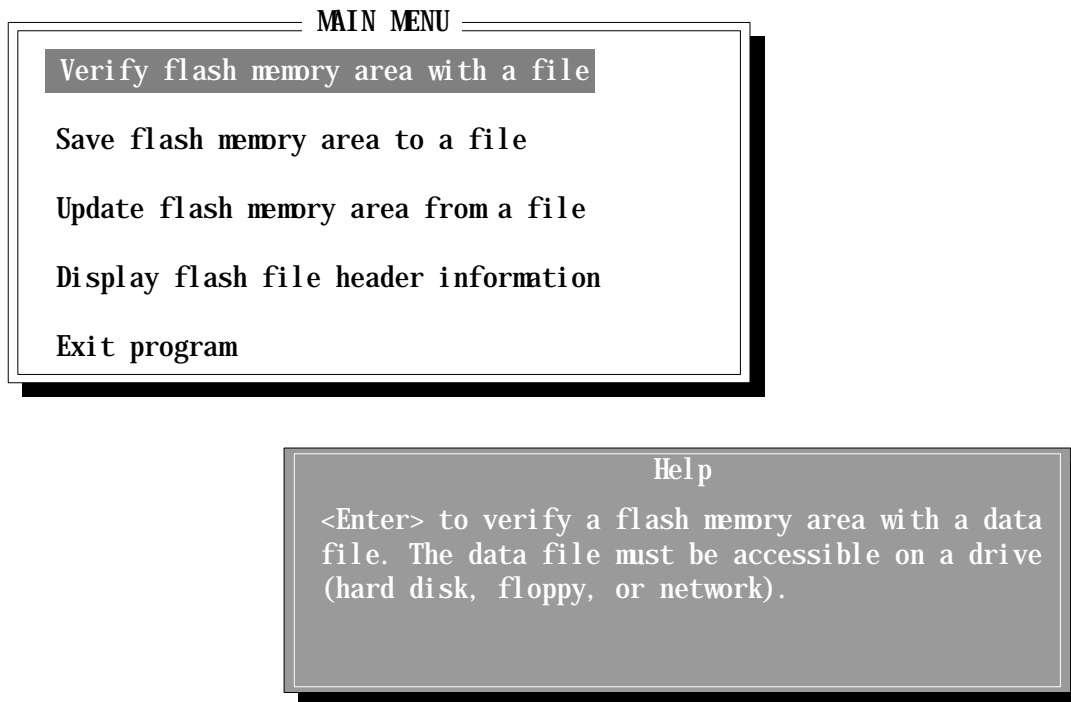 MAIN MENU
Verify flash memory area with a file
Save flash memory area to a file
Update flash memory area from a file
Display flash file header information
Exit program
Help
<Enter> to verify a flash memory area with a data
file. The data file must be accessible on a drive
(hard disk, floppy, or network).